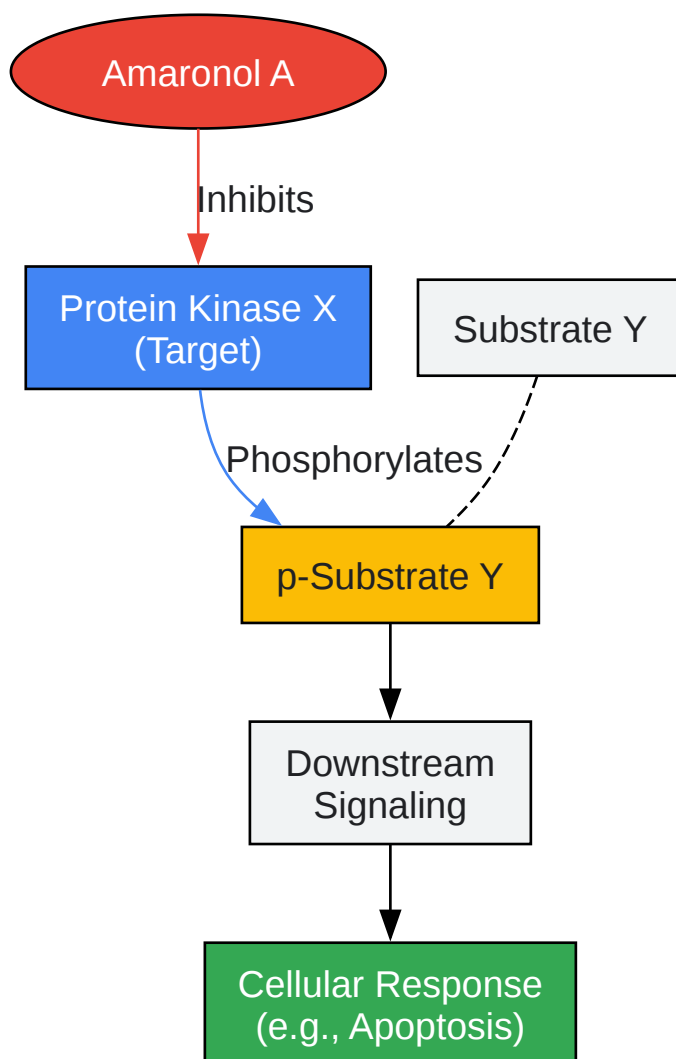 Amaronol A
Inhibits
Protein Kinase X
(Target)
Substrate Y
Phosphorylates
p-Substrate Y
Downstream
Signaling
Cellular Response
(e.g., Apoptosis)